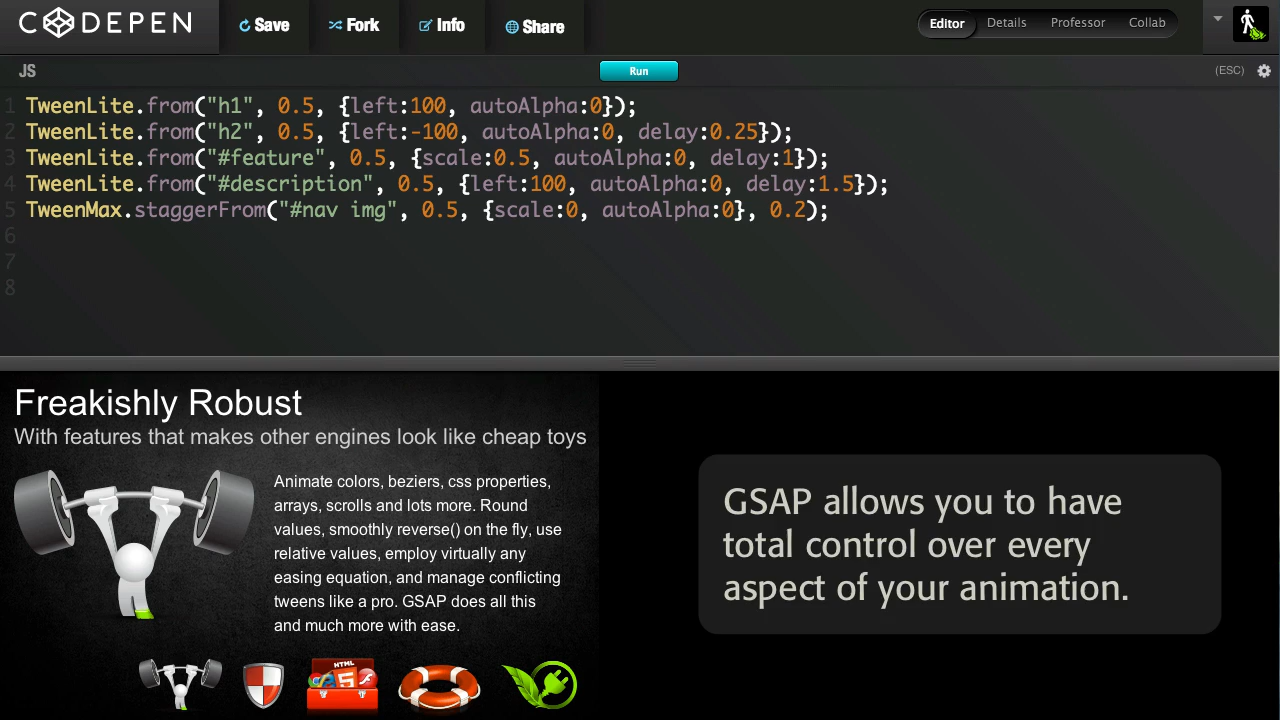 CODEPEN
Save
Fork
Info
Share
Editor
Details
Professor
Collab
JS
Run
(ESC)
1 TweenLite.from("h1", 0.5, {left:100, autoAlpha:0});
2 TweenLite.from("h2", 0.5, {left:-100, autoAlpha:0, delay:0.25});
3 TweenLite.from("#feature", 0.5, {scale:0.5, autoAlpha:0, delay:1});
4 TweenLite.from("#description", 0.5, {left:100, autoAlpha:0, delay:1.5});
5 TweenMax.staggerFrom("#nav img", 0.5, {scale:0, autoAlpha:0}, 0.2);
6
7
8
Freakishly Robust
With features that makes other engines look like cheap toys
Animate colors, beziers, css properties,
arrays, scrolls and lots more. Round
values, smoothly reverse() on the fly, use
relative values, employ virtually any
easing equation, and manage conflicting
tweens like a pro. GSAP does all this
and much more with ease.
HTML
5
GSAP allows you to have
total control over every
aspect of your animation.